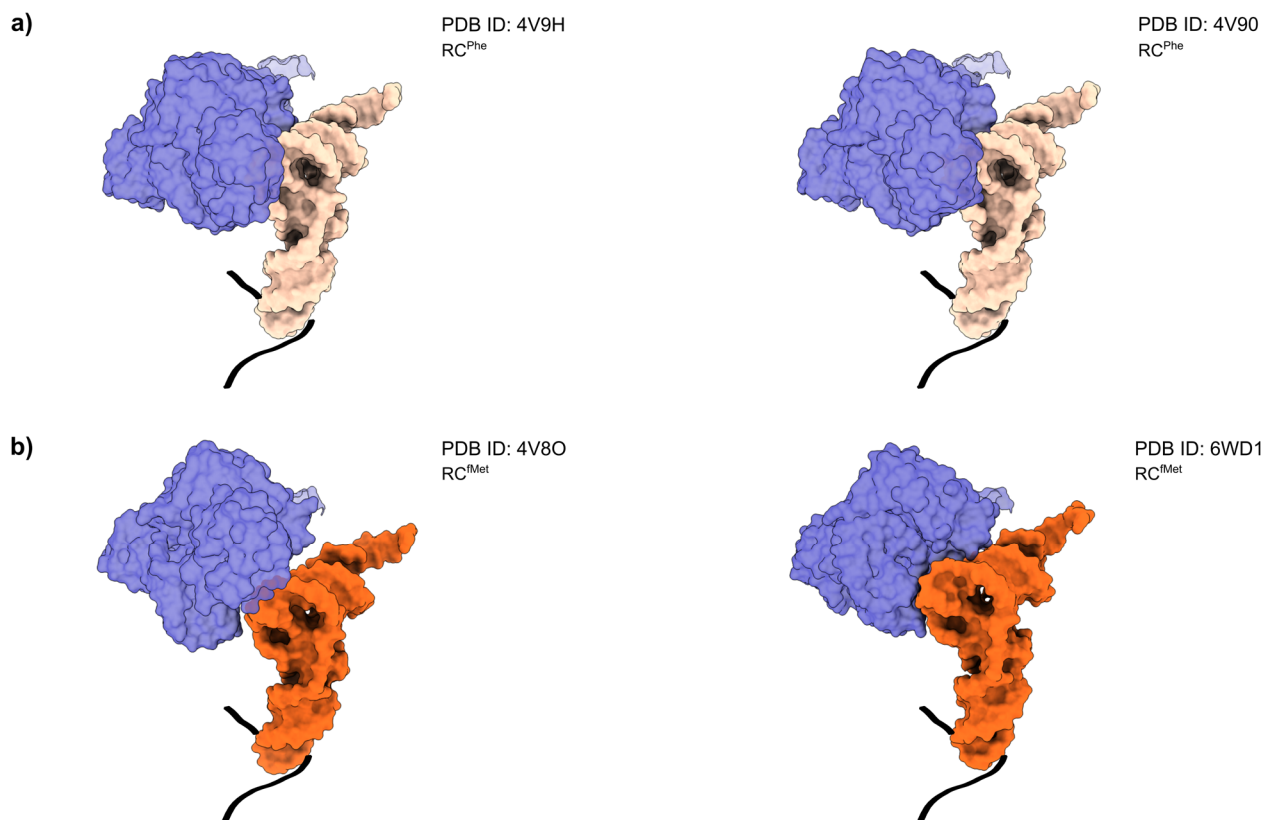 a)
PDB ID: 4V9H
RC^Phe
PDB ID: 4V90
RC^Phe
b)
PDB ID: 4V8O
RC^fMet
PDB ID: 6WD1
RC^fMet